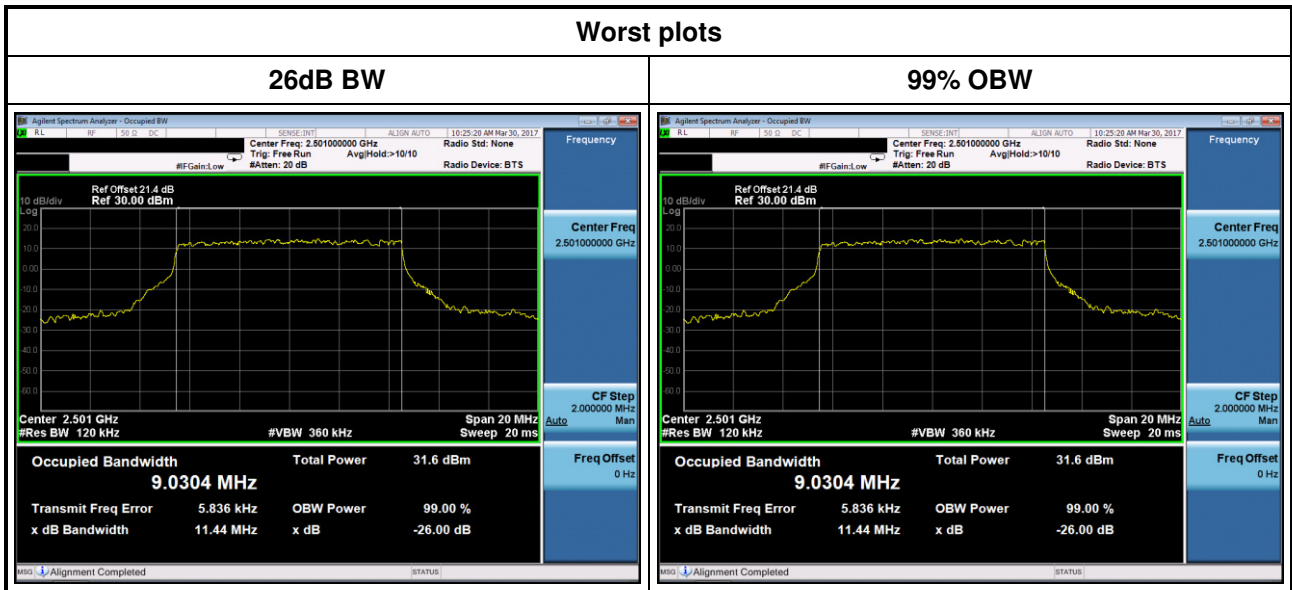 Worst plots
26dB BW 99% OBW
Agilent Spectrum Analyzer - Occupied BW
RL RF 50 Ω DC SENSE:INT ALIGN AUTO 10:25:20 AM Mar 30, 2017
Center Freq: 2.501000000 GHz Radio Std: None
Trig: Free Run Avg|Hold:>10/10
#IFGain:Low #Atten: 20 dB Radio Device: BTS
Frequency
Ref Offset 21.4 dB
10 dB/div Ref 30.00 dBm
Log
20.0
10.0
0.00
-10.0
-20.0
-30.0
-40.0
-50.0
-60.0
Center Freq
2.501000000 GHz
CF Step
2.000000 MHz
Auto Man
Freq Offset
0 Hz
Center 2.501 GHz Span 20 MHz
#Res BW 120 kHz #VBW 360 kHz Sweep 20 ms
Occupied Bandwidth Total Power 31.6 dBm
9.0304 MHz
Transmit Freq Error 5.836 kHz OBW Power 99.00 %
x dB Bandwidth 11.44 MHz x dB -26.00 dB
MSG Alignment Completed STATUS
Agilent Spectrum Analyzer - Occupied BW
RL RF 50 Ω DC SENSE:INT ALIGN AUTO 10:25:20 AM Mar 30, 2017
Center Freq: 2.501000000 GHz Radio Std: None
Trig: Free Run Avg|Hold:>10/10
#IFGain:Low #Atten: 20 dB Radio Device: BTS
Frequency
Ref Offset 21.4 dB
10 dB/div Ref 30.00 dBm
Log
20.0
10.0
0.00
-10.0
-20.0
-30.0
-40.0
-50.0
-60.0
Center Freq
2.501000000 GHz
CF Step
2.000000 MHz
Auto Man
Freq Offset
0 Hz
Center 2.501 GHz Span 20 MHz
#Res BW 120 kHz #VBW 360 kHz Sweep 20 ms
Occupied Bandwidth Total Power 31.6 dBm
9.0304 MHz
Transmit Freq Error 5.836 kHz OBW Power 99.00 %
x dB Bandwidth 11.44 MHz x dB -26.00 dB
MSG Alignment Completed STATUS